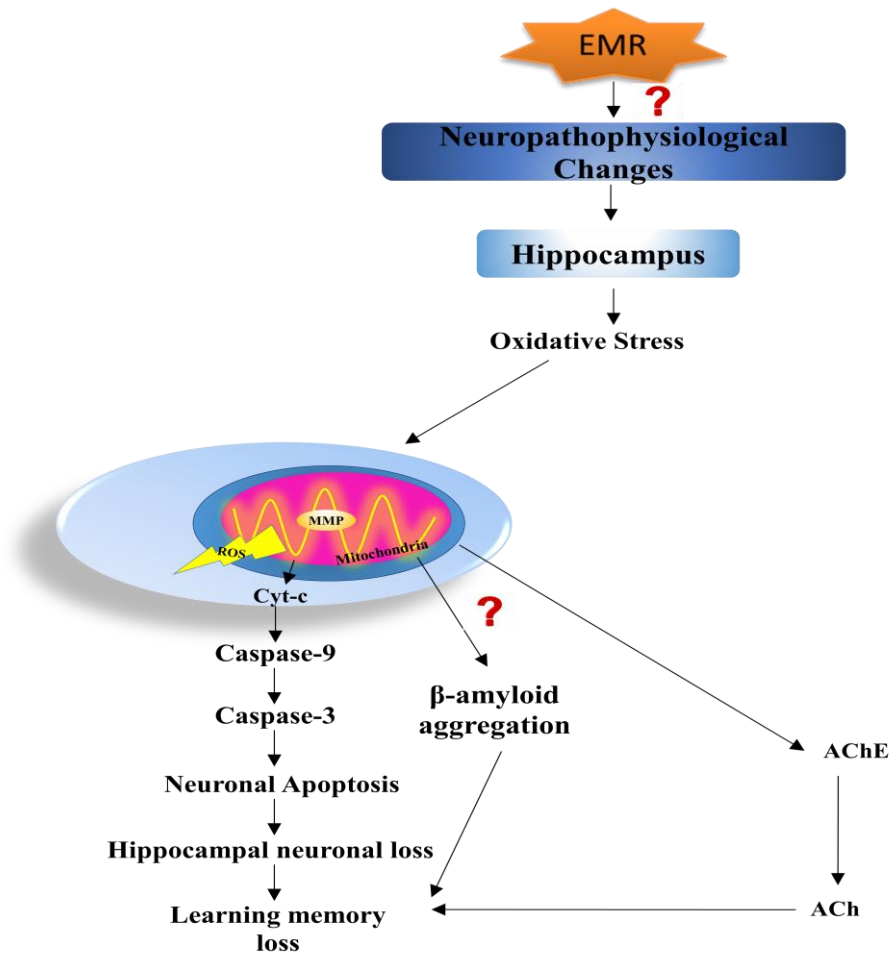 EMR
?
Neuropathophysiological
Changes
Hippocampus
Oxidative Stress
MMP
ROS
Mitochondria
Cyt-c
?
Caspase-9
β-amyloid
aggregation
Caspase-3
AChE
Neuronal Apoptosis
Hippocampal neuronal loss
Learning memory
loss
ACh